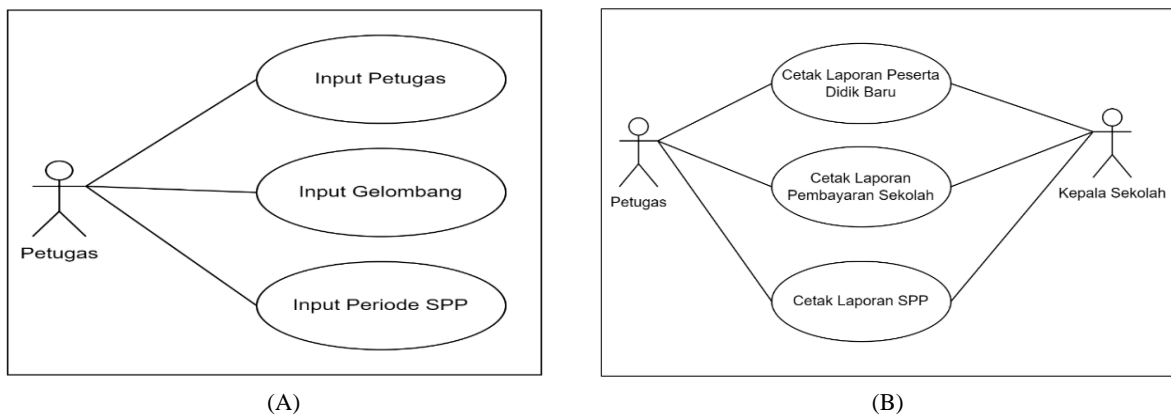 Input Petugas
Input Gelombang
Petugas
Input Periode SPP
(A)
Cetak Laporan Peserta
Didik Baru
Petugas
Cetak Laporan
Pembayaran Sekolah
Kepala Sekolah
Cetak Laporan SPP
(B)